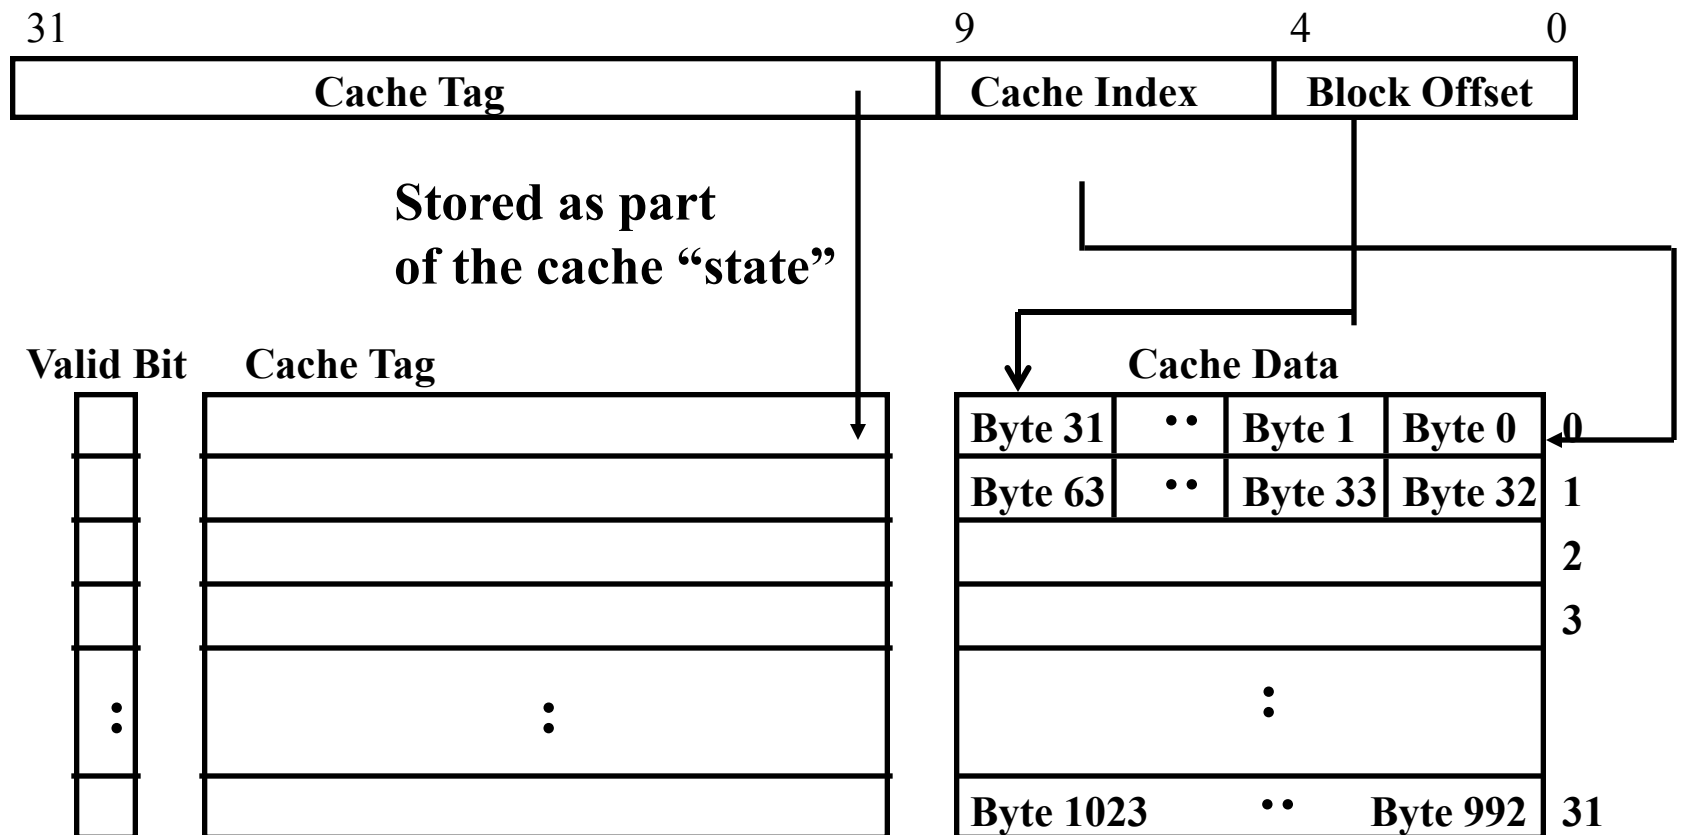 31 9 4 0
Cache Tag Cache Index Block Offset
Stored as part
of the cache “state”
Valid Bit Cache Tag Cache Data
Byte 31 •• Byte 1 Byte 0 0
Byte 63 •• Byte 33 Byte 32 1
2
3
: : :
Byte 1023 •• Byte 992 31